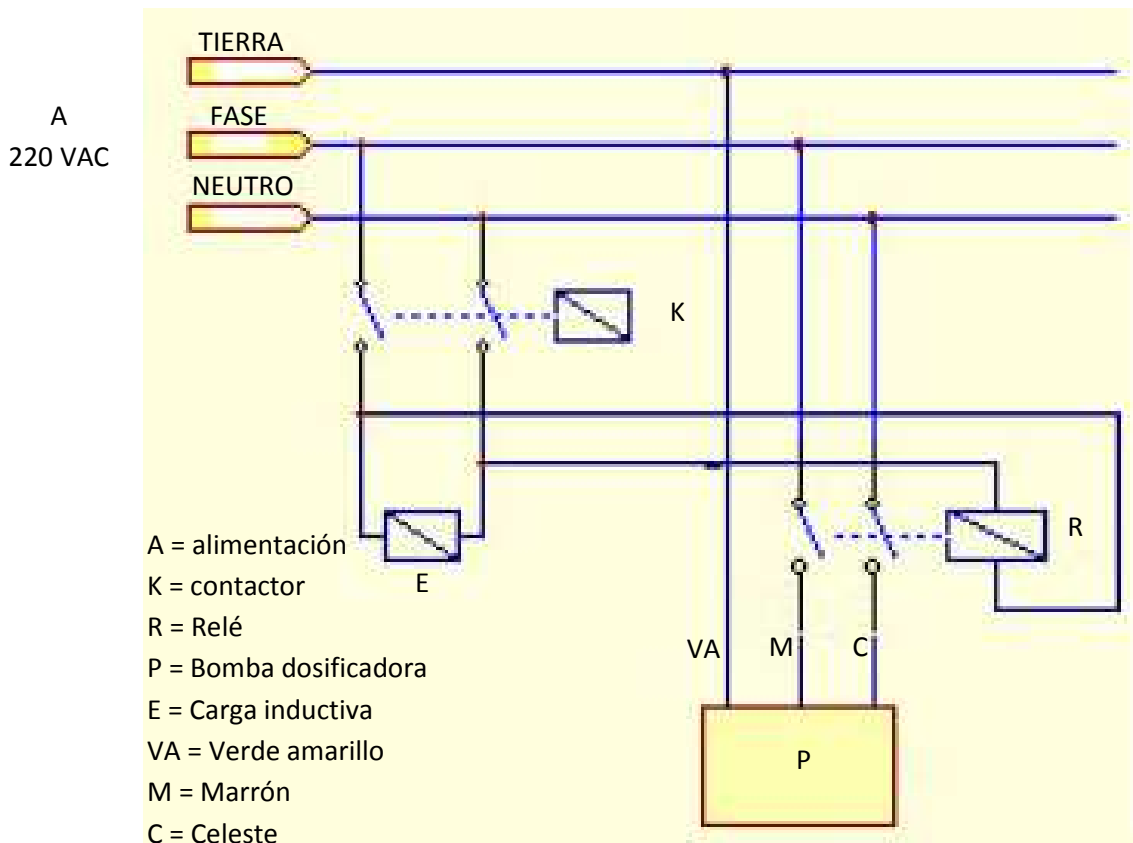 TIERRA
A
220 VAC
FASE
NEUTRO
K
R
E
A = alimentación
K = contactor
R = Relé
P = Bomba dosificadora
E = Carga inductiva
VA = Verde amarillo
M = Marrón
C = Celeste
VA
M
C
P